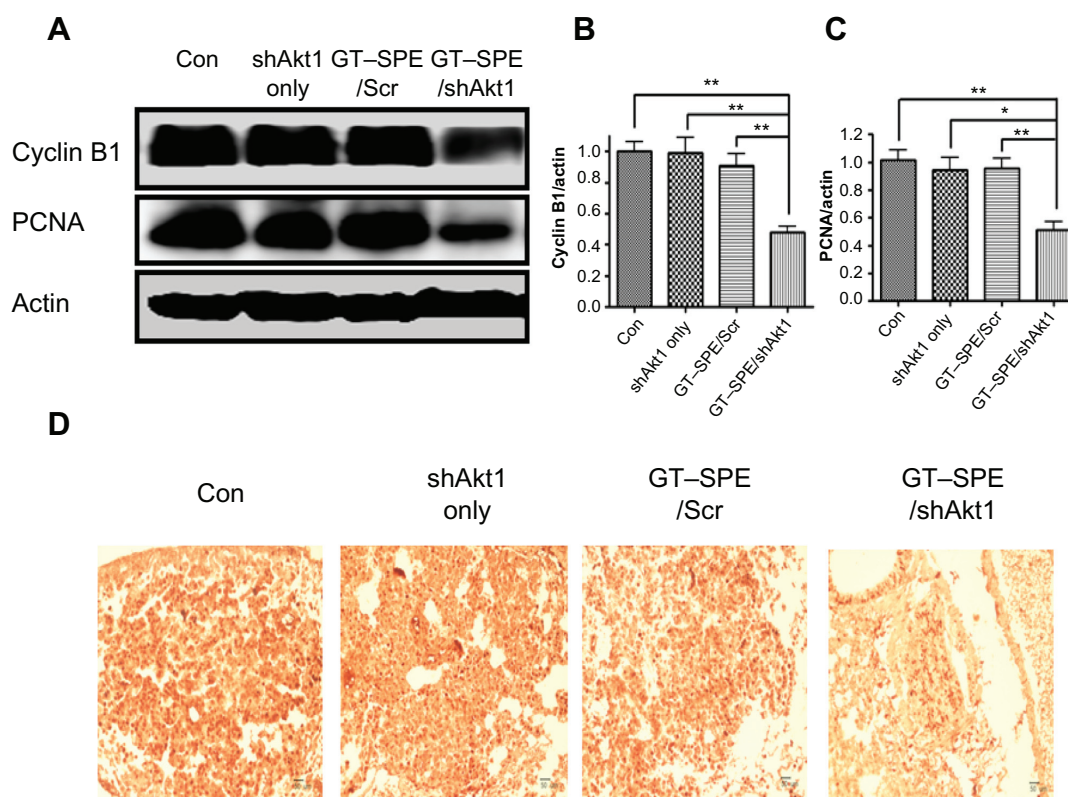 A
Con
shAkt1
only
GT–SPE
/Scr
GT–SPE
/shAkt1
Cyclin B1
PCNA
Actin
B
**
**
**
Cyclin B1/actin
1.0
0.8
0.6
0.4
0.2
0.0
Con
shAkt1 only
GT–SPE/Scr
GT–SPE/shAkt1
C
**
*
**
PCNA/actin
1.2
1.0
0.8
0.6
0.4
0.2
0.0
Con
shAkt1 only
GT–SPE/Scr
GT–SPE/shAkt1
D
Con
shAkt1
only
GT–SPE
/Scr
GT–SPE
/shAkt1